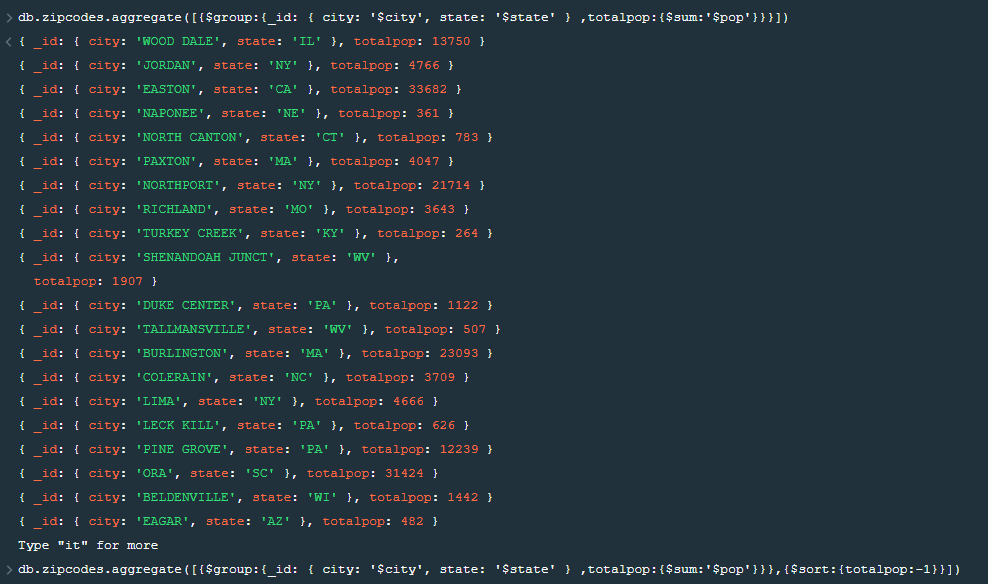 > db.zipcodes.aggregate([{$group:{_id: { city: '$city', state: '$state' } ,totalpop:{$sum:'$pop'}}}])
< { _id: { city: 'WOOD DALE', state: 'IL' }, totalpop: 13750 }
{ _id: { city: 'JORDAN', state: 'NY' }, totalpop: 4766 }
{ _id: { city: 'EASTON', state: 'CA' }, totalpop: 33682 }
{ _id: { city: 'NAPONEE', state: 'NE' }, totalpop: 361 }
{ _id: { city: 'NORTH CANTON', state: 'CT' }, totalpop: 783 }
{ _id: { city: 'PAXTON', state: 'MA' }, totalpop: 4047 }
{ _id: { city: 'NORTHPORT', state: 'NY' }, totalpop: 21714 }
{ _id: { city: 'RICHLAND', state: 'MO' }, totalpop: 3643 }
{ _id: { city: 'TURKEY CREEK', state: 'KY' }, totalpop: 264 }
{ _id: { city: 'SHENANDOAH JUNCT', state: 'WV' },
totalpop: 1907 }
{ _id: { city: 'DUKE CENTER', state: 'PA' }, totalpop: 1122 }
{ _id: { city: 'TALLMANSVILLE', state: 'WV' }, totalpop: 507 }
{ _id: { city: 'BURLINGTON', state: 'MA' }, totalpop: 23093 }
{ _id: { city: 'COLERAIN', state: 'NC' }, totalpop: 3709 }
{ _id: { city: 'LIMA', state: 'NY' }, totalpop: 4666 }
{ _id: { city: 'LECK KILL', state: 'PA' }, totalpop: 626 }
{ _id: { city: 'PINE GROVE', state: 'PA' }, totalpop: 12239 }
{ _id: { city: 'ORA', state: 'SC' }, totalpop: 31424 }
{ _id: { city: 'BELDENVILLE', state: 'WI' }, totalpop: 1442 }
{ _id: { city: 'EAGAR', state: 'AZ' }, totalpop: 482 }
Type "it" for more
> db.zipcodes.aggregate([{$group:{_id: { city: '$city', state: '$state' } ,totalpop:{$sum:'$pop'}}},{$sort:{totalpop:-1}}])